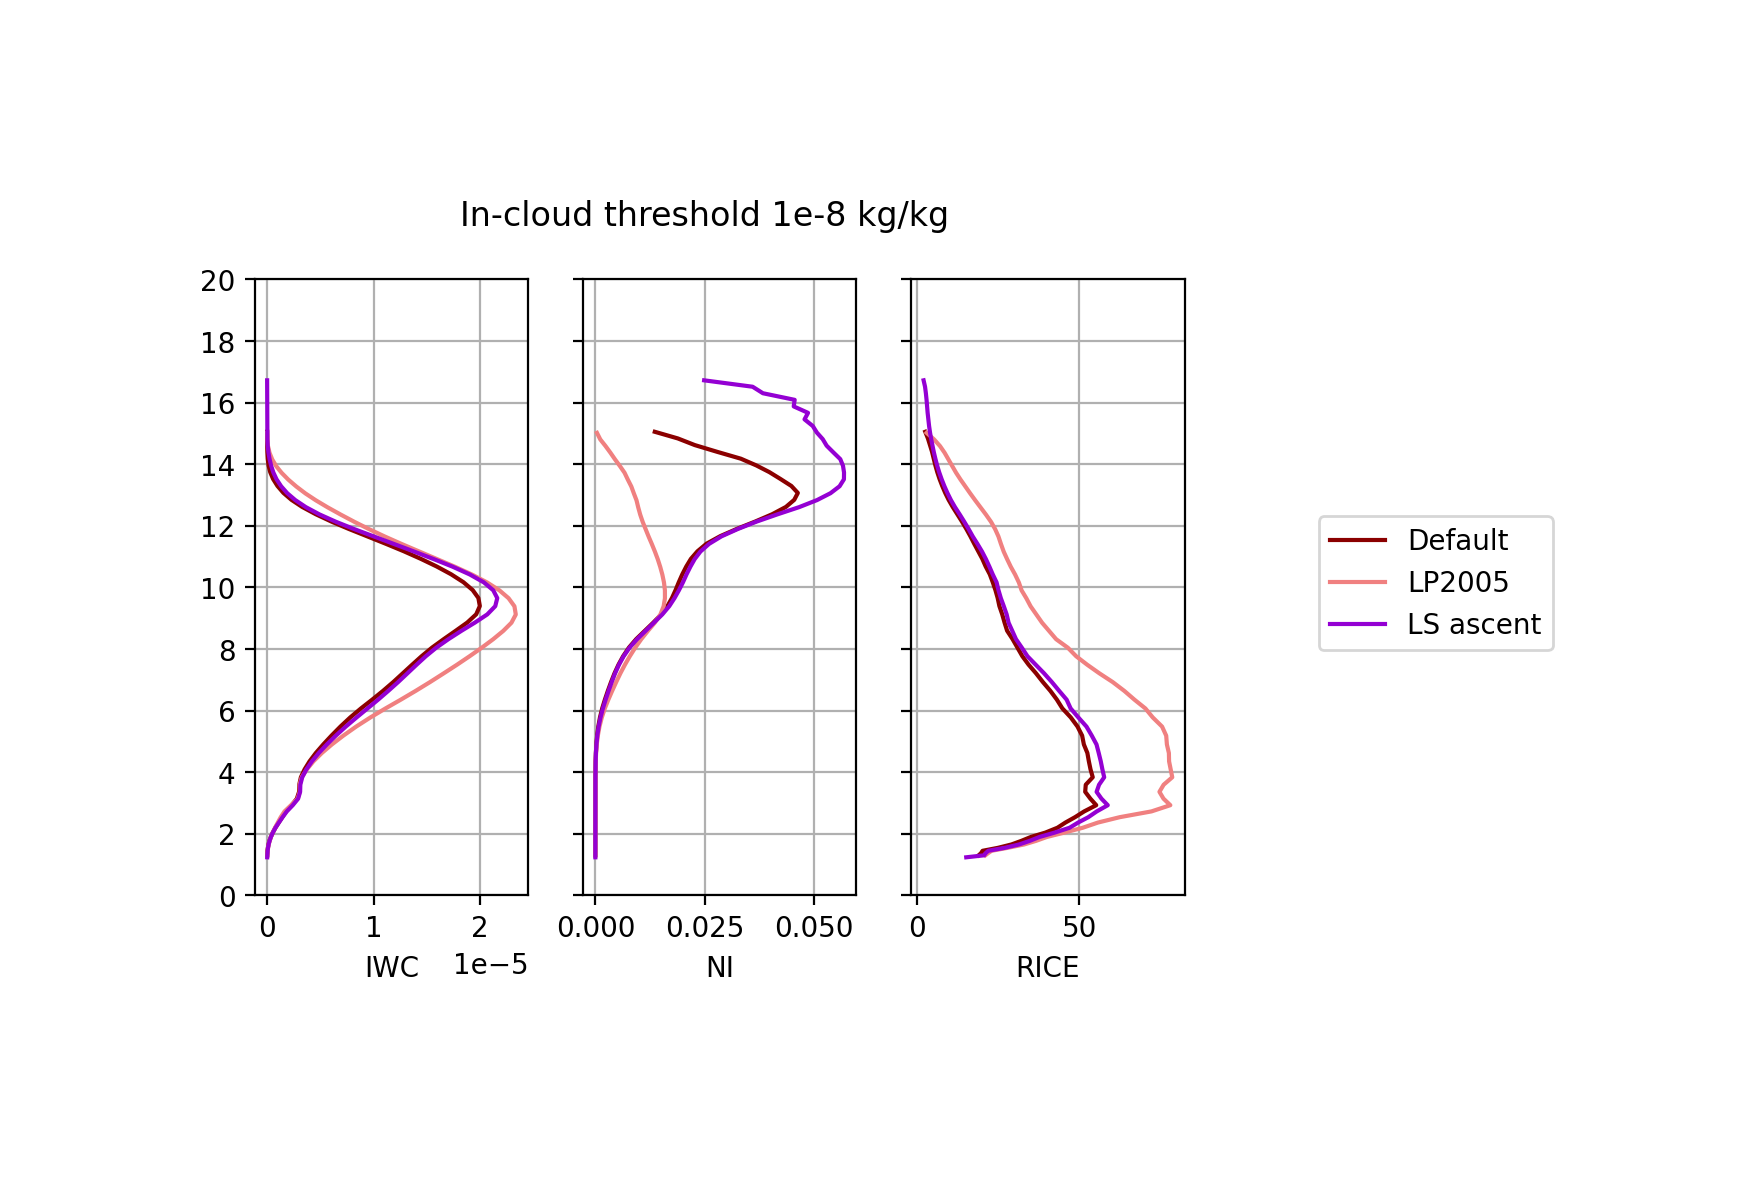 In-cloud threshold 1e-8 kg/kg
20
18
16
14
12
10
8
6
4
2
0
0 1 2
1e−5
IWC
0.000 0.025 0.050
NI
0 50
RICE
Default
LP2005
LS ascent